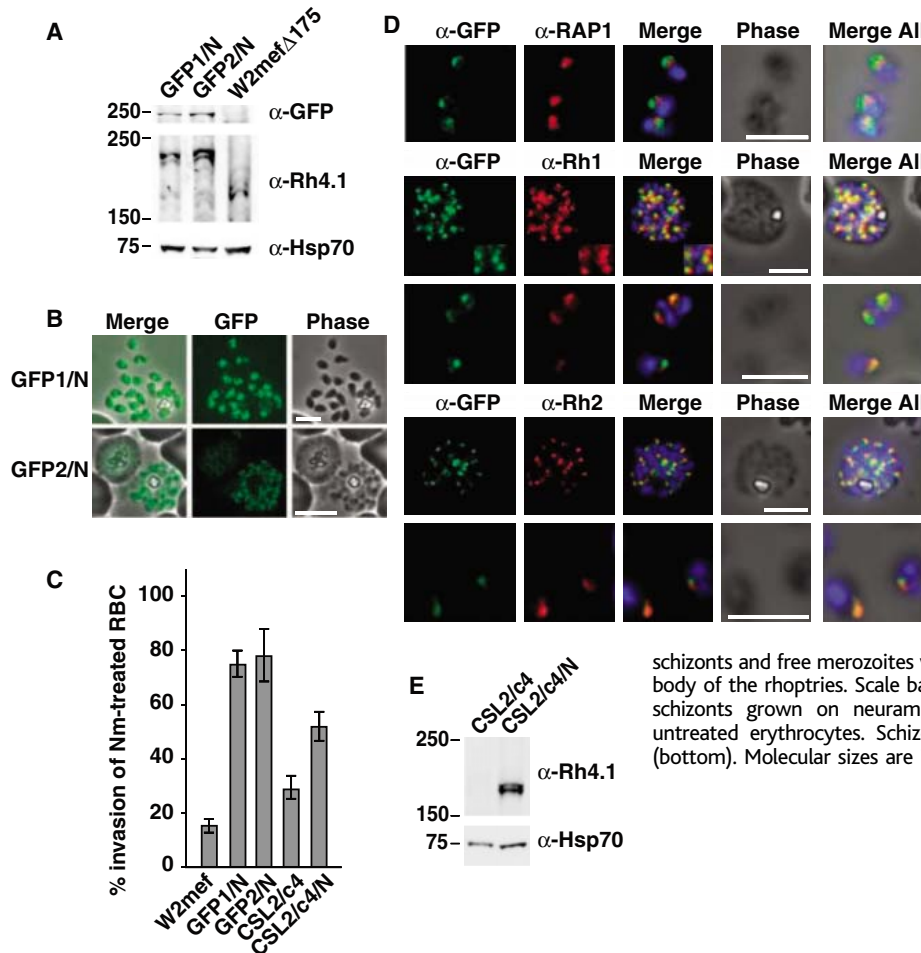 A
GFP1/N
GFP2/N
W2mefΔ175
250
α-GFP
250
α-Rh4.1
150
75
α-Hsp70
B
Merge GFP Phase
GFP1/N
GFP2/N
C
% invasion of Nm-treated RBC
100
80
60
40
20
0
W2mef
GFP1/N
GFP2/N
CSL2/c4
CSL2/c4/N
D
α-GFP α-RAP1 Merge Phase Merge Al
α-GFP α-Rh1 Merge Phase Merge Al
α-GFP α-Rh2 Merge Phase Merge Al
E
CSL2/c4
CSL2/c4/N
250
α-Rh4.1
150
75
α-Hsp70
schizonts and free merozoites
body of the rhoptries. Scale ba
schizonts grown on neuram
untreated erythrocytes. Schiz
(bottom). Molecular sizes are